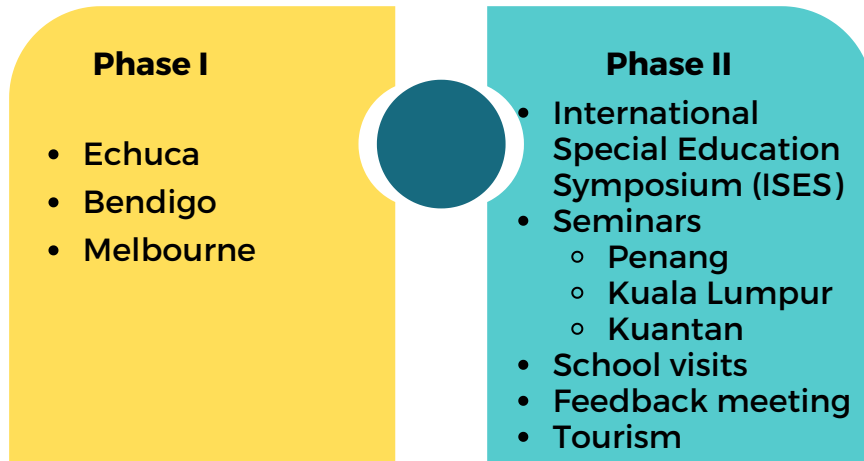 Phase I
• Echuca
• Bendigo
• Melbourne
Phase II
• International
Special Education
Symposium (ISES)
• Seminars
○ Penang
○ Kuala Lumpur
○ Kuantan
• School visits
• Feedback meeting
• Tourism